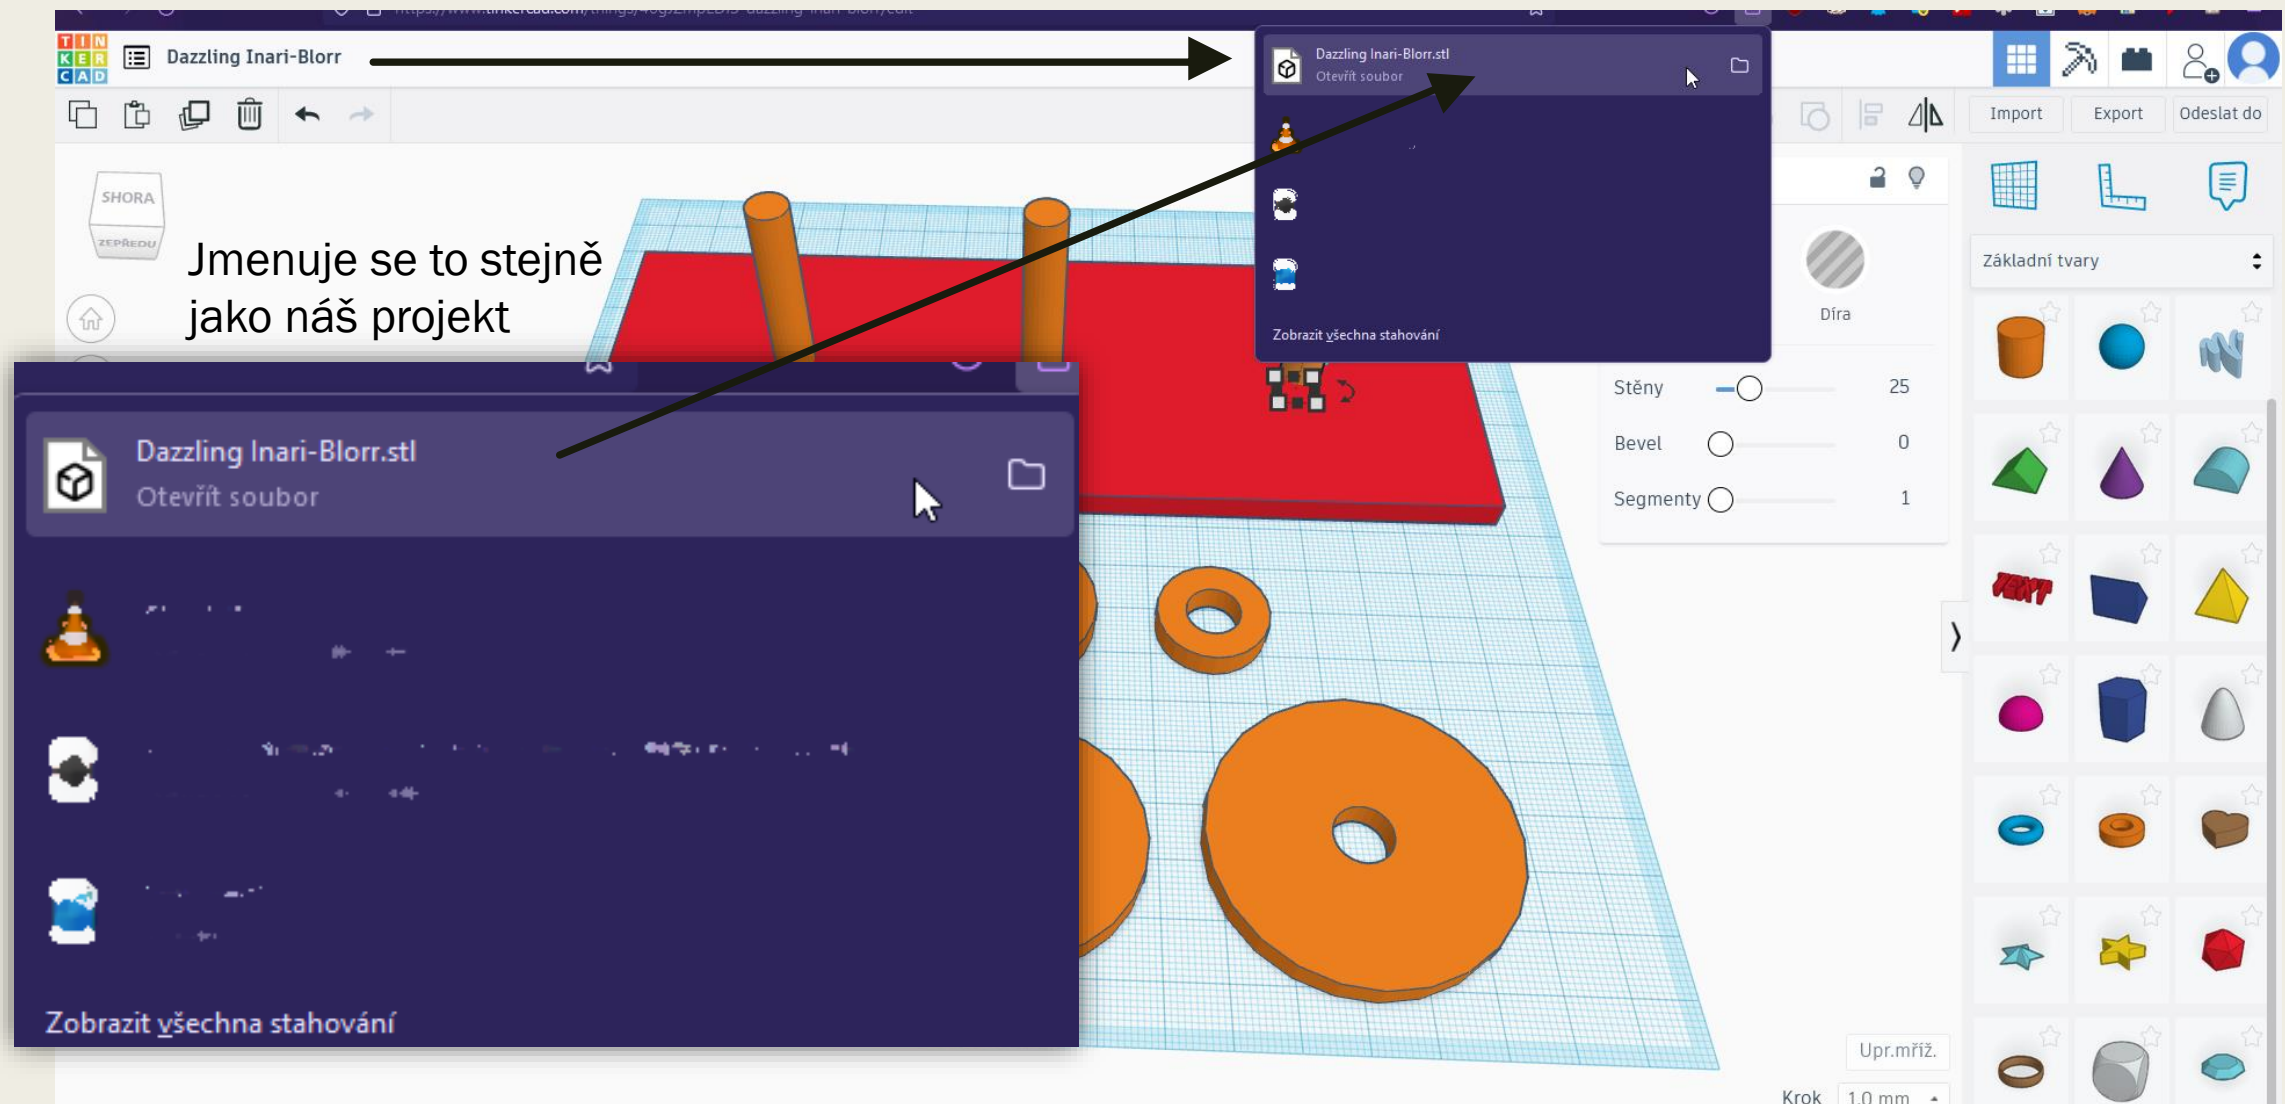 TIN
KER
CAD
Dazzling Inari-Blorr
Dazzling Inari-Blorr.stl
Otevřít soubor
Zobrazit všechna stahování
Import
Export
Odeslat do
SHORA
ZEPŘEDU
Jmenuje se to stejně
jako náš projekt
Díra
Stěny 25
Bevel 0
Segmenty 1
Základní tvary
TEXT
Dazzling Inari-Blorr.stl
Otevřít soubor
Zobrazit všechna stahování
Upr.mříž.
Krok 1.0 mm